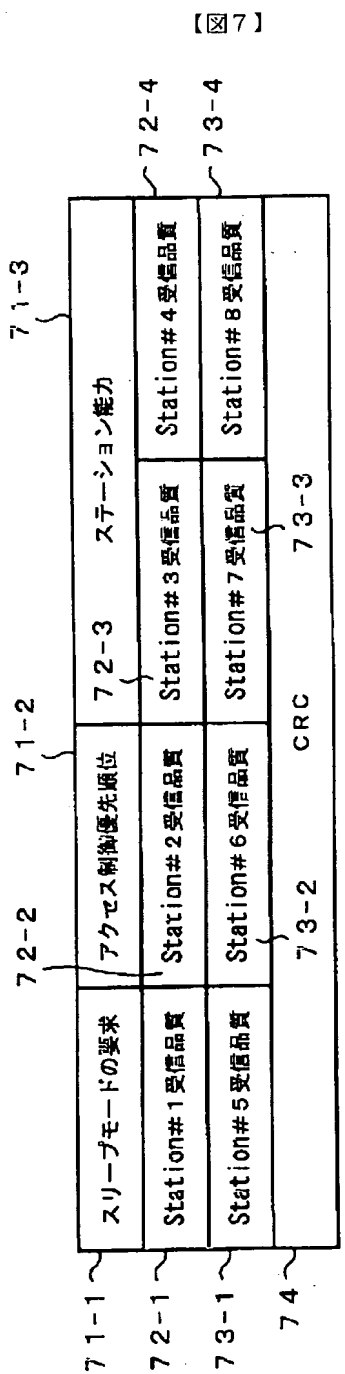 【図7】
71-1 スリープモードの要求 71-2 アクセス制御優先順位 71-3 ステーション能力
72-1 Station#1受信品質 72-2 Station#2受信品質 72-3 Station#3受信品質 72-4 Station#4受信品質
73-1 Station#5受信品質 73-2 Station#6受信品質 73-3 Station#7受信品質 73-4 Station#8受信品質
74 CRC